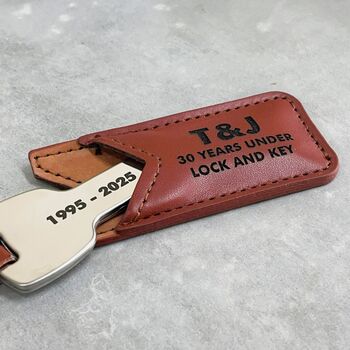 T & J
30 YEARS UNDER
LOCK AND KEY
1995 - 2025